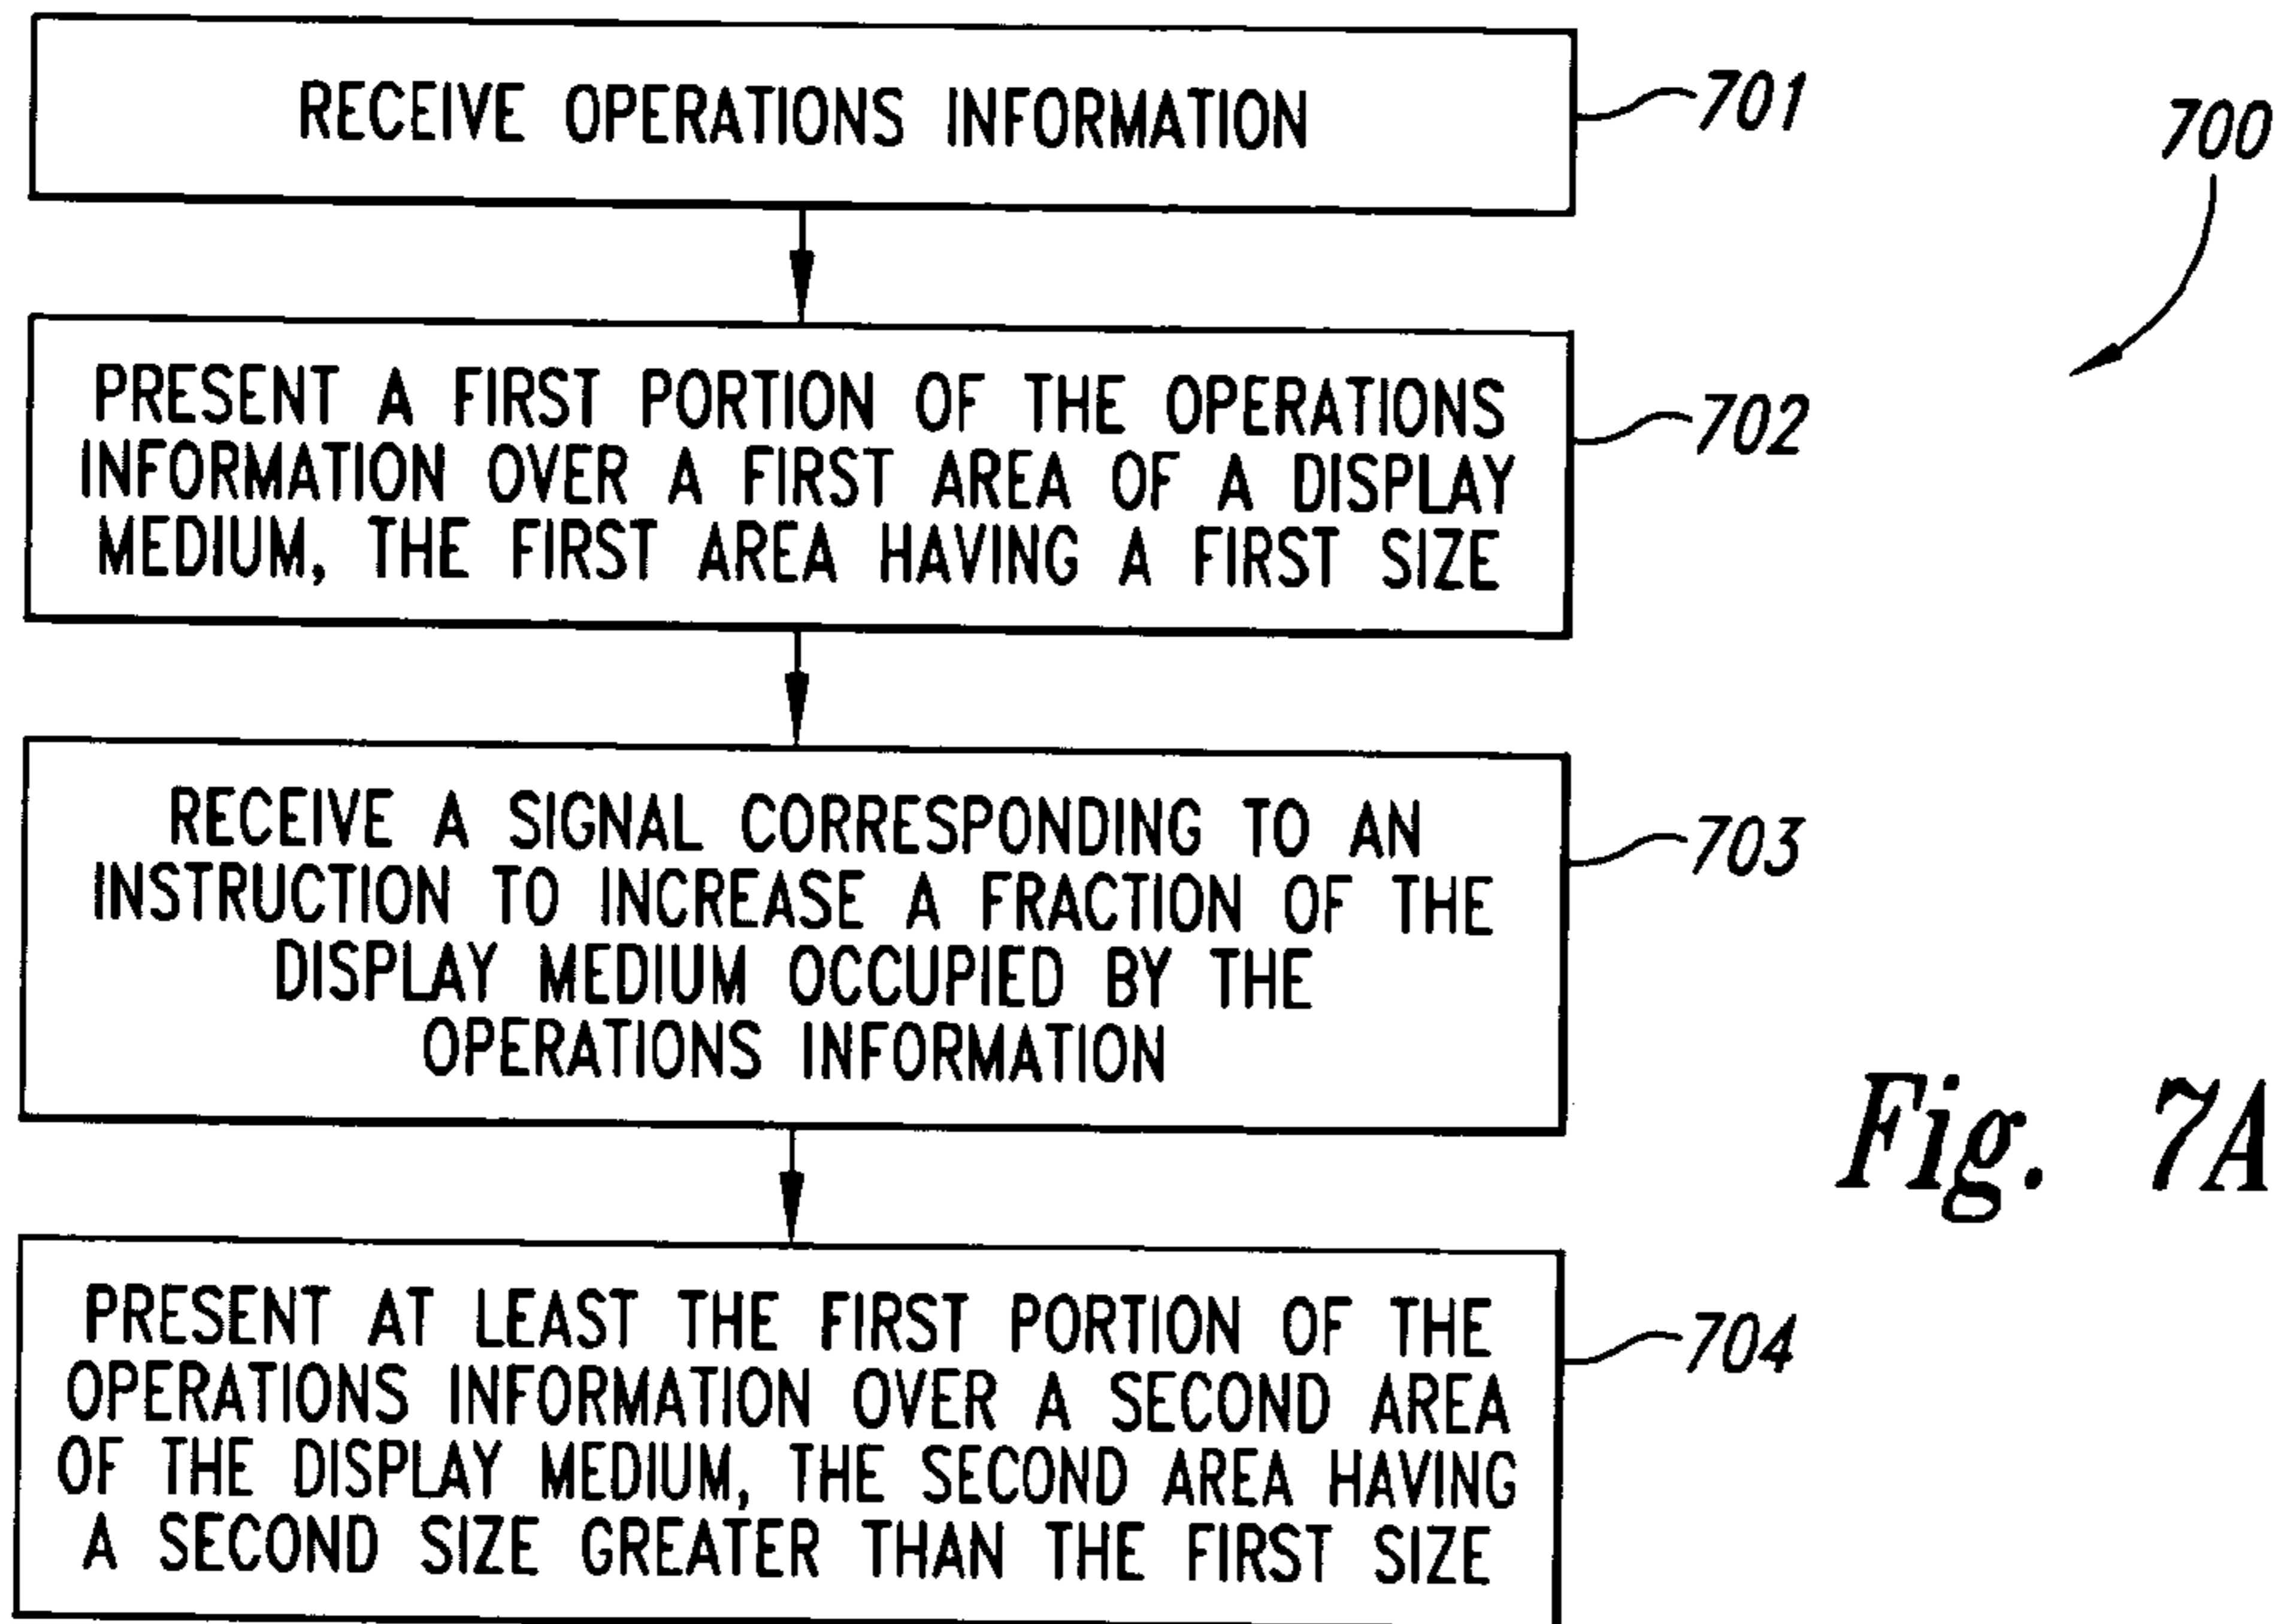 RECEIVE OPERATIONS INFORMATION
701
700
PRESENT A FIRST PORTION OF THE OPERATIONS
INFORMATION OVER A FIRST AREA OF A DISPLAY
MEDIUM, THE FIRST AREA HAVING A FIRST SIZE
702
RECEIVE A SIGNAL CORRESPONDING TO AN
INSTRUCTION TO INCREASE A FRACTION OF THE
DISPLAY MEDIUM OCCUPIED BY THE
OPERATIONS INFORMATION
703
Fig. 7A
PRESENT AT LEAST THE FIRST PORTION OF THE
OPERATIONS INFORMATION OVER A SECOND AREA
OF THE DISPLAY MEDIUM, THE SECOND AREA HAVING
A SECOND SIZE GREATER THAN THE FIRST SIZE
704